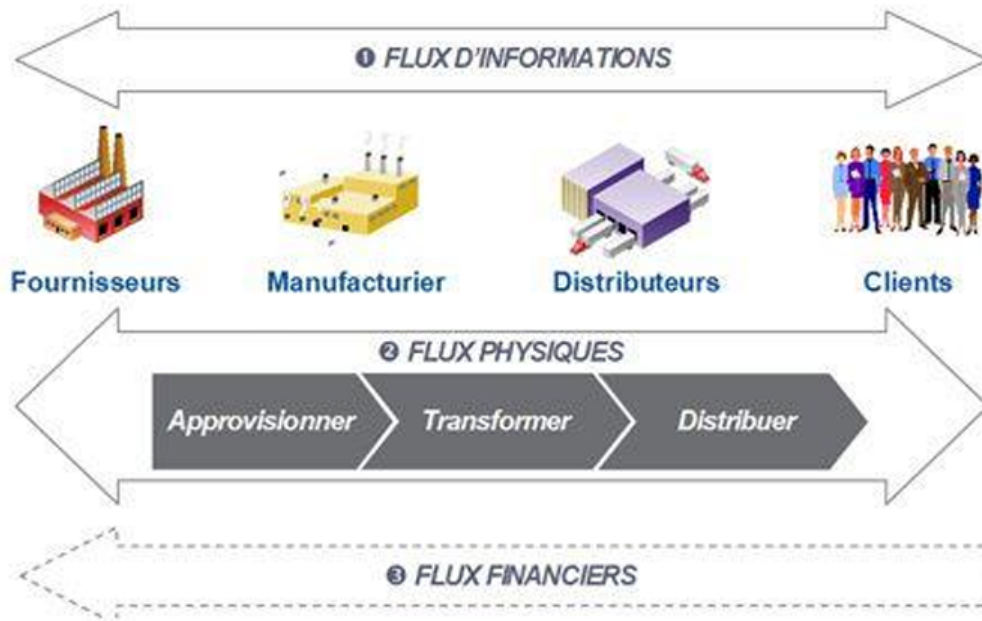 ❶ FLUX D'INFORMATIONS
Fournisseurs Manufacturier Distributeurs Clients
❷ FLUX PHYSIQUES
Approvisionner Transformer Distribuer
❸ FLUX FINANCIERS